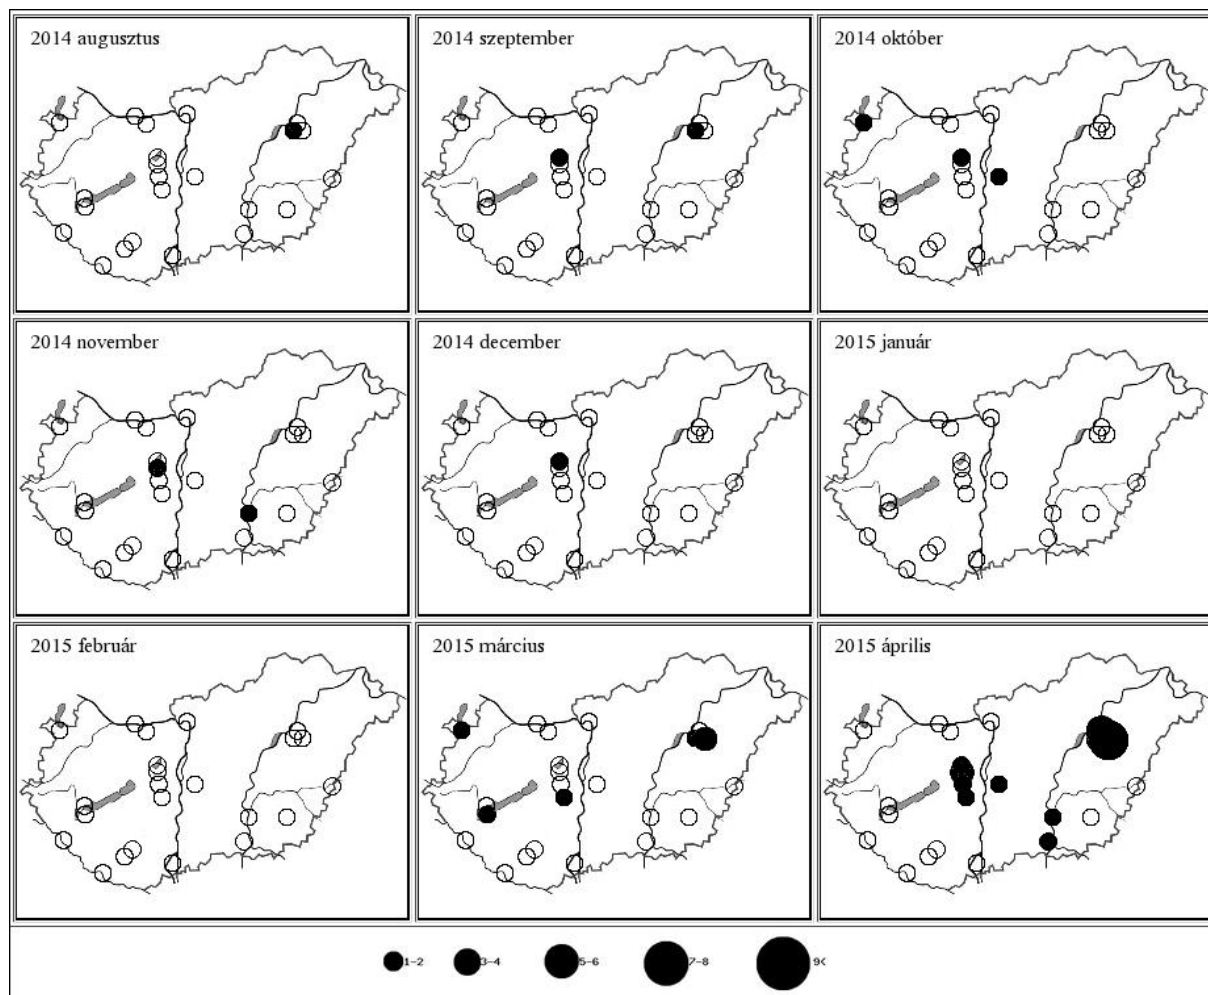 2014 augusztus
2014 szeptember
2014 október
2014 november
2014 december
2015 január
2015 február
2015 március
2015 április
1-2
3-4
5-6
7-8
9<